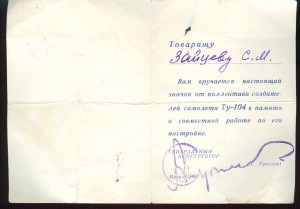 Товарищу
Зайцеву С.М.
Вам вручается настоящий
значок от коллектива создате-
лей самолета Ту-104 в память
о совместной работе по его
постройке.
ГЕНЕРАЛЬНЫЙ
КОНСТРУКТОР